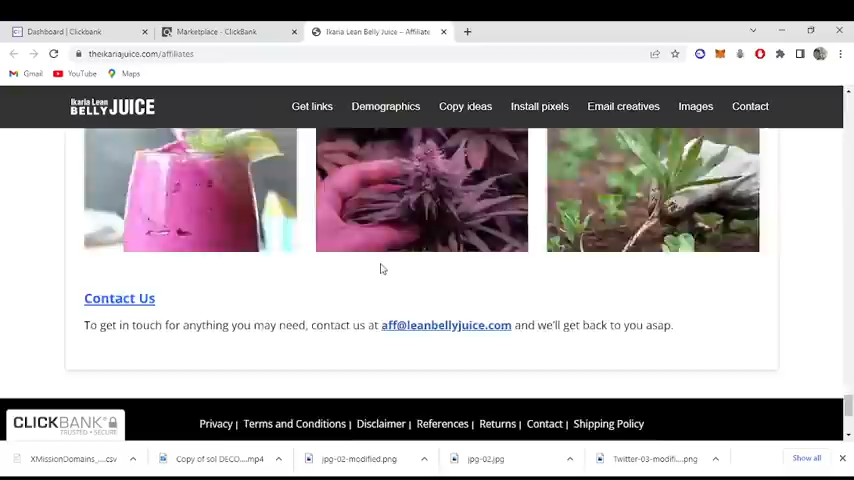 Dashboard | Clickbank
Marketplace - ClickBank
Ikaria Lean Belly Juice – Affiliate
theikariajuice.com/affiliates
Gmail
YouTube
Maps
Ikaria Lean
BELLY JUICE
Get links
Demographics
Copy ideas
Install pixels
Email creatives
Images
Contact
Contact Us
To get in touch for anything you may need, contact us at aff@leanbellyjuice.com and we'll get back to you asap.
CLICKBANK®
TRUSTED • SECURE
Privacy | Terms and Conditions | Disclaimer | References | Returns | Contact | Shipping Policy
XMissionDomains_....csv
Copy of sol DECO....mp4
jpg-02-modified.png
jpg-02.jpg
Twitter-03-modifi....png
Show all